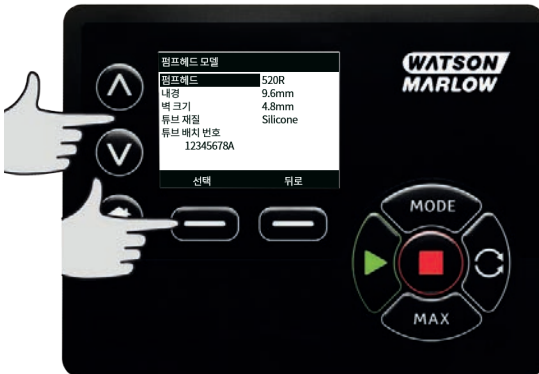 펌프헤드 모델
펌프헤드 520R
내경 9.6mm
벽 크기 4.8mm
튜브 재질 Silicone
튜브 배치 번호
12345678A
선택 뒤로
WATSON
MARLOW
MODE
MAX